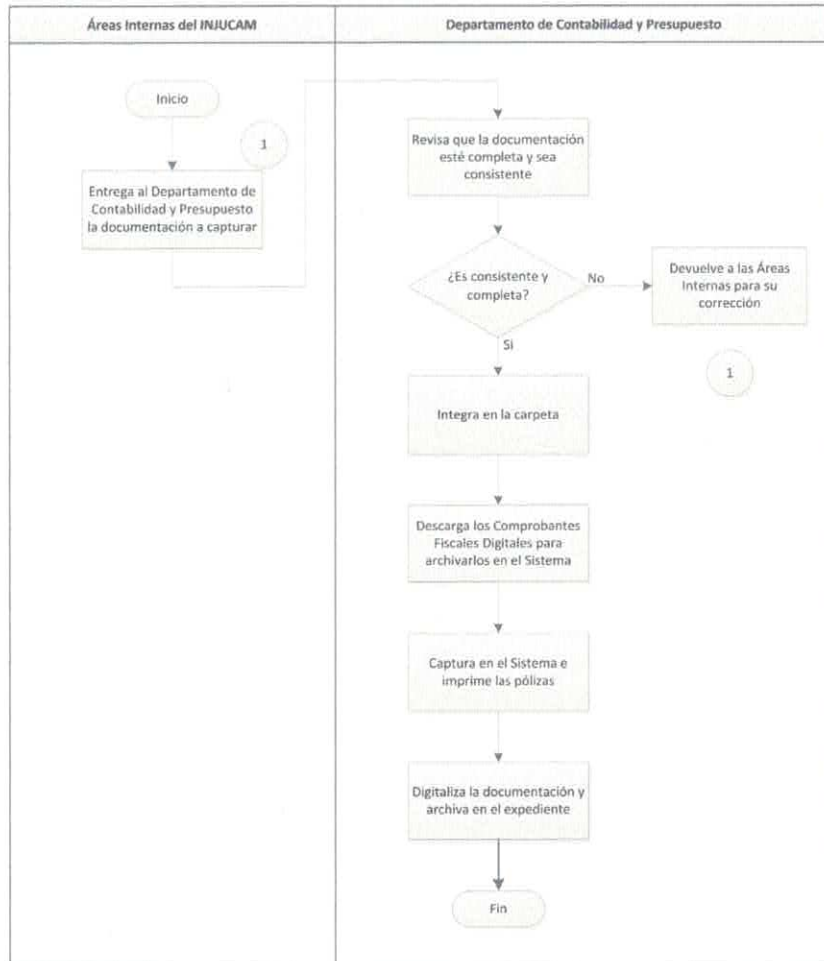 Áreas Internas del INJUCAM
Departamento de Contabilidad y Presupuesto
Inicio
1
Entrega al Departamento de
Contabilidad y Presupuesto
la documentación a capturar
Revisa que la documentación
esté completa y sea
consistente
¿Es consistente y
completa?
No
Devuelve a las Áreas
Internas para su
corrección
1
Si
Integra en la carpeta
Descarga los Comprobantes
Fiscales Digitales para
archivarlos en el Sistema
Captura en el Sistema e
imprime las pólizas
Digitaliza la documentación y
archiva en el expediente
Fin